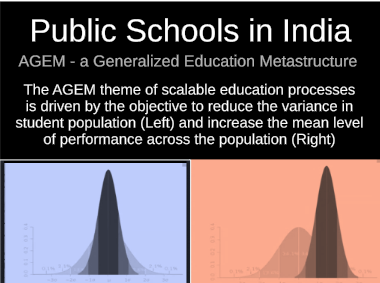 Public Schools in India
AGEM - a Generalized Education Metastructure
The AGEM theme of scalable education processes
is driven by the objective to reduce the variance in
student population (Left) and increase the mean level
of performance across the population (Right)